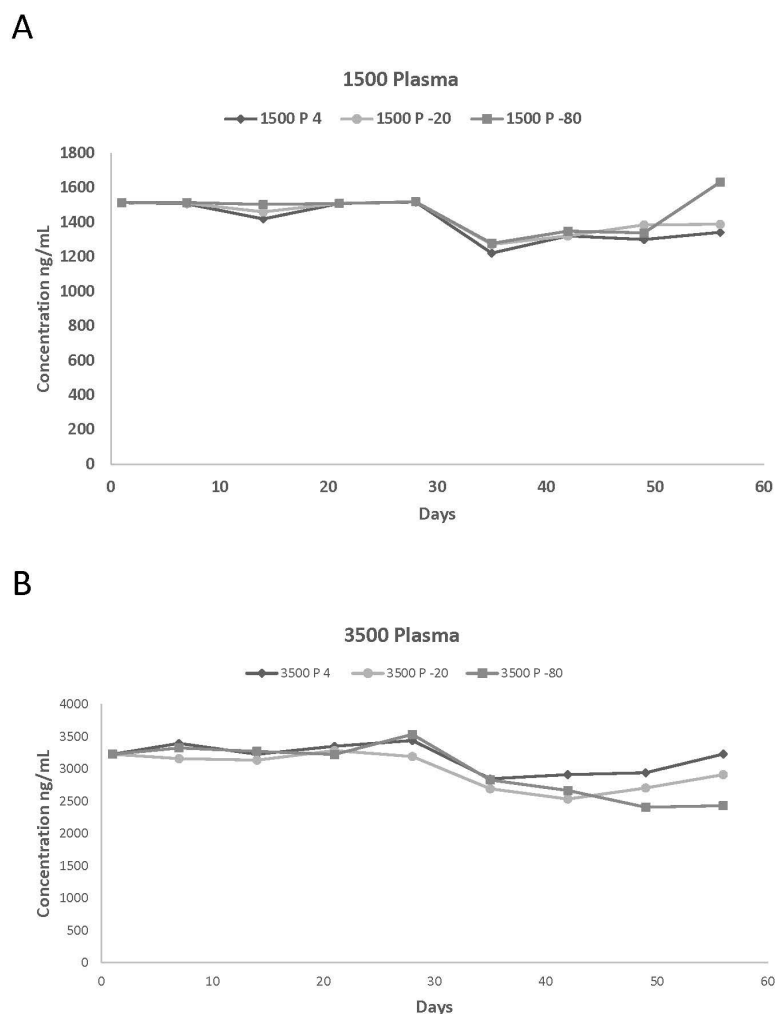 A
1500 Plasma
1500 P 4 1500 P -20 1500 P -80
1800
1600
1400
1200
1000
800
600
400
200
0
Concentration ng/mL
0 10 20 30 40 50 60
Days
B
3500 Plasma
3500 P 4 3500 P -20 3500 P -80
4000
3500
3000
2500
2000
1500
1000
500
0
Concentration ng/mL
0 10 20 30 40 50 60
Days